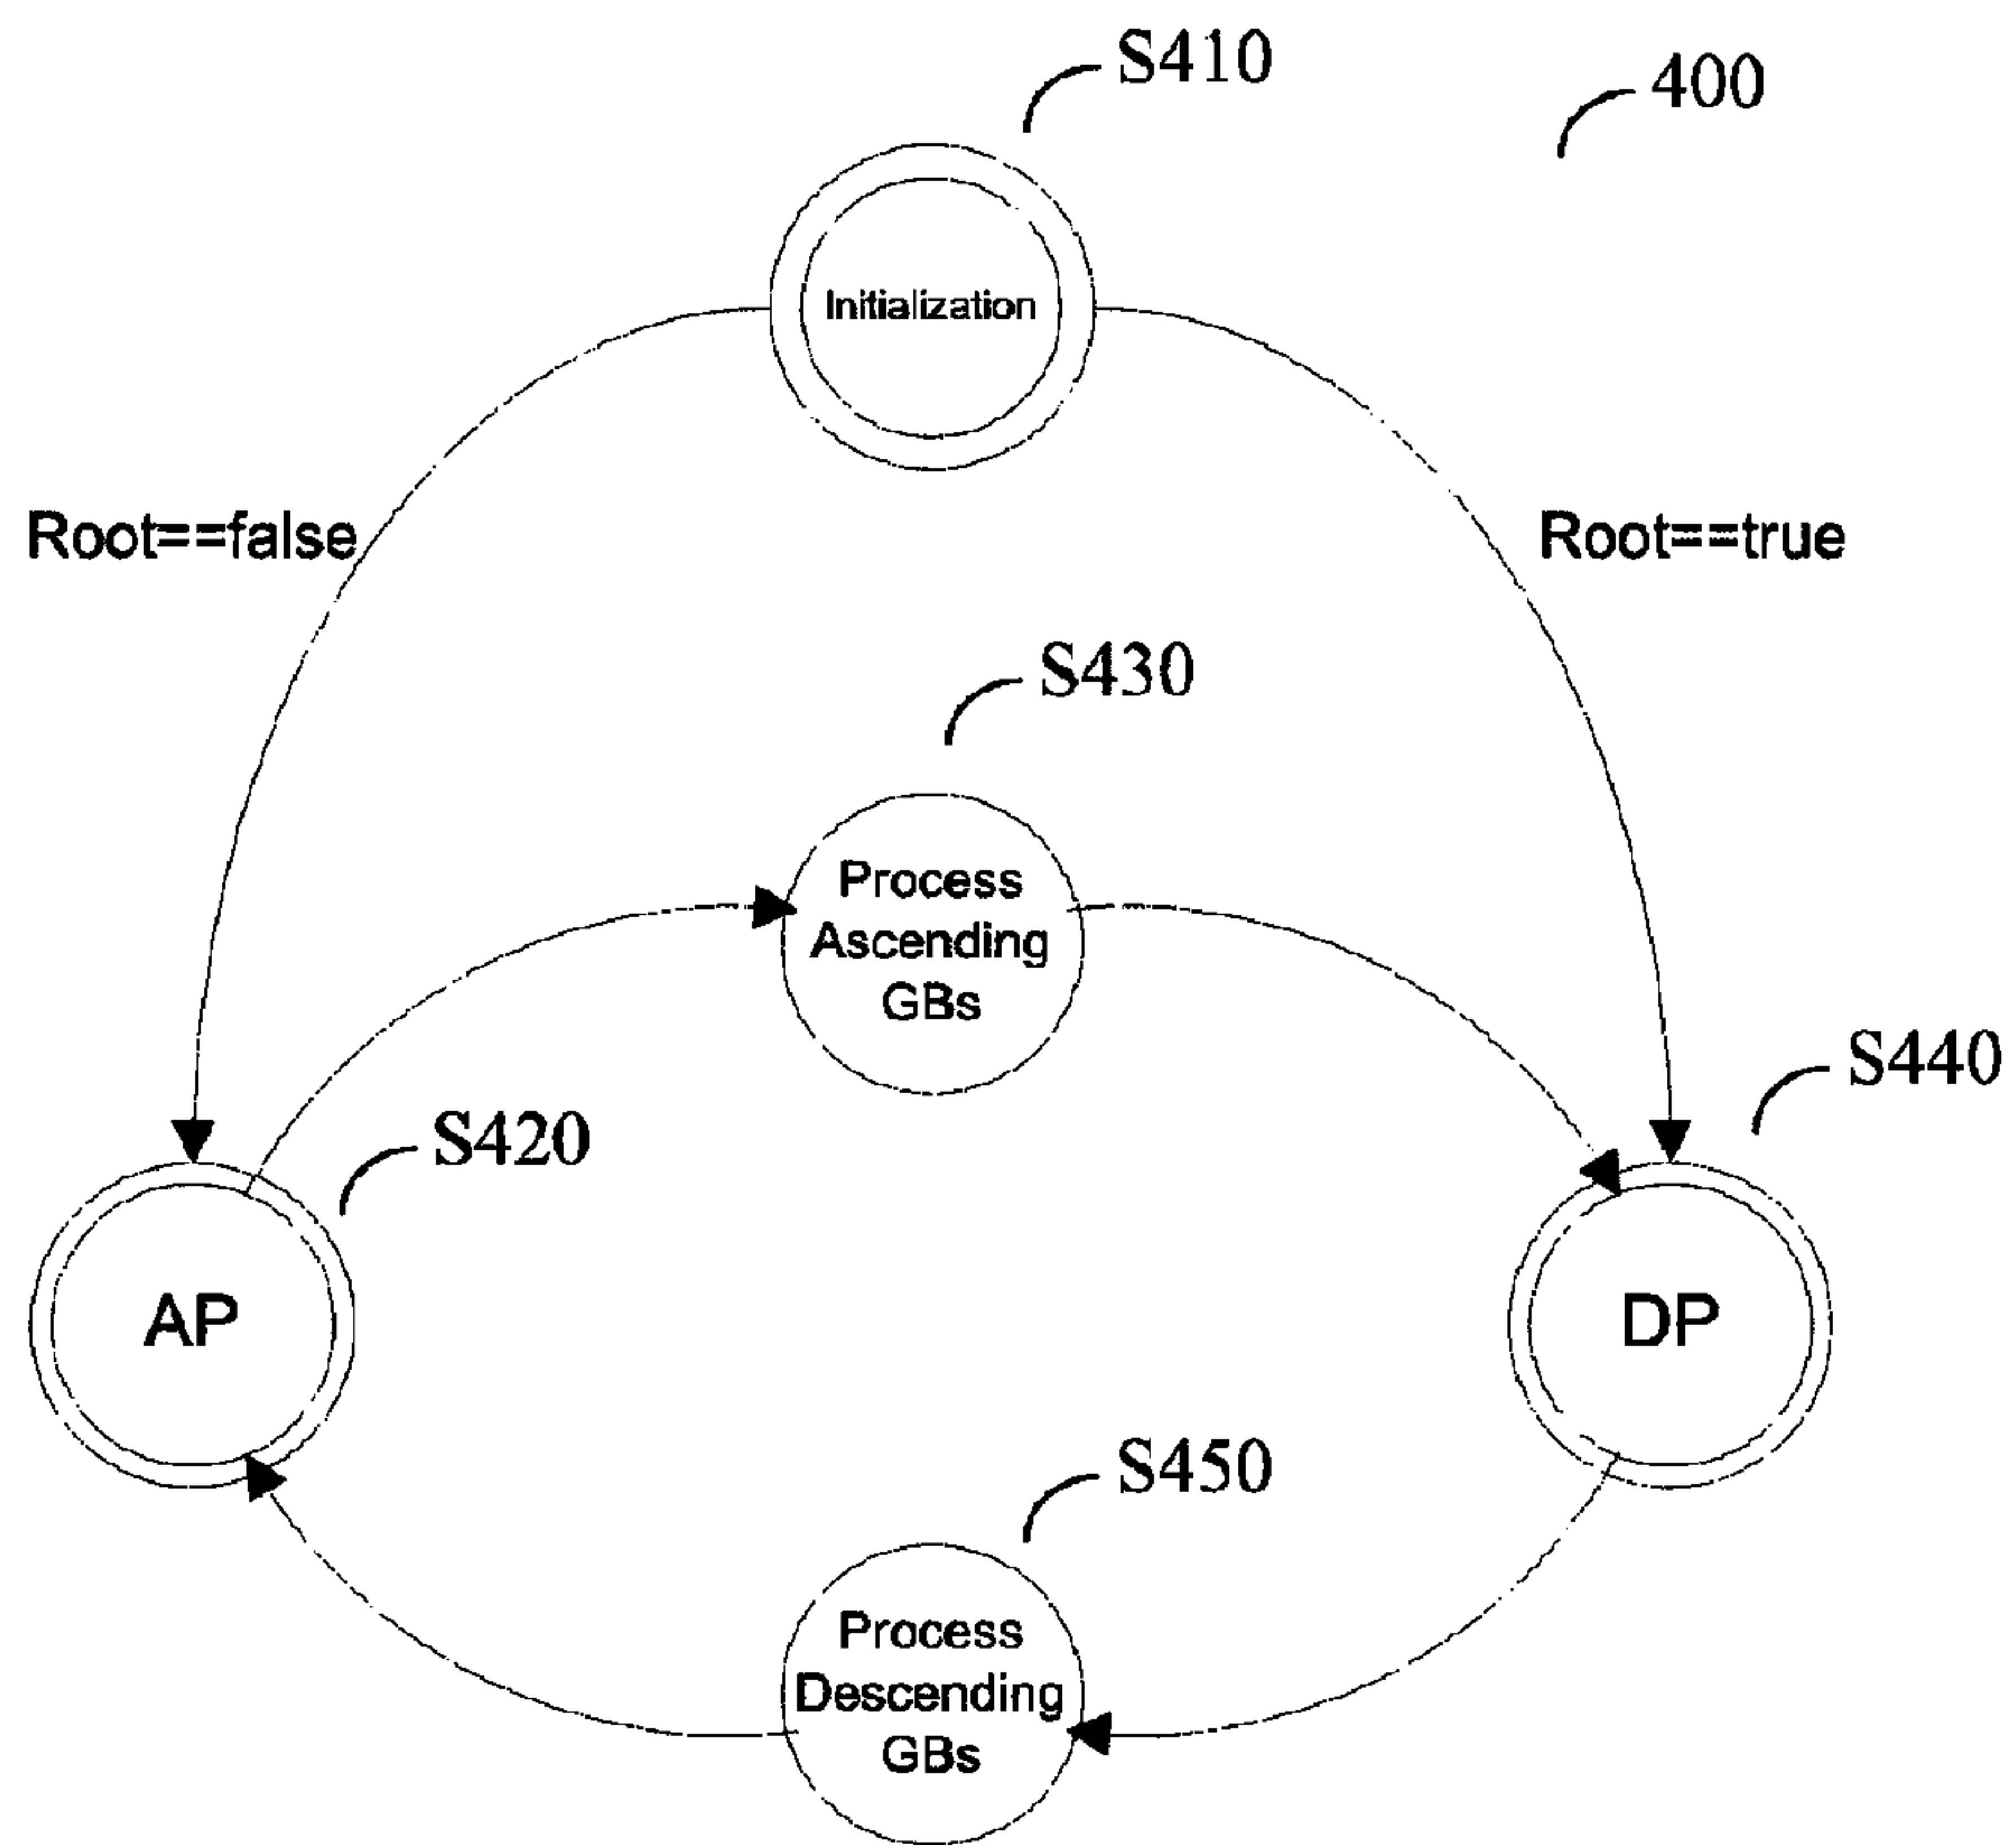 S410
400
Initialization
Root==false
Root==true
S430
Process
Ascending
GBs
S440
S420
AP
DP
S450
Process
Descending
GBs